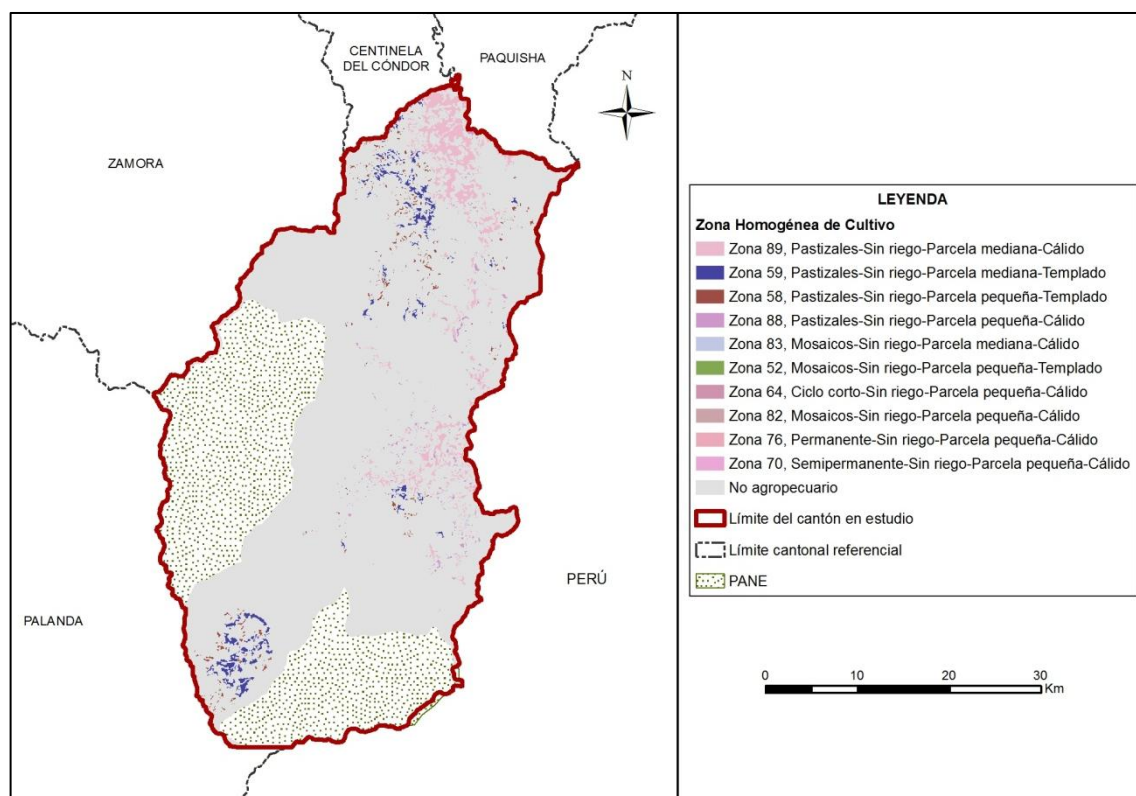 CENTINELA
DEL CÓNDOR
PAQUISHA
N
ZAMORA
PERÚ
PALANDA
LEYENDA
Zona Homogénea de Cultivo
Zona 89, Pastizales-Sin riego-Parcela mediana-Cálido
Zona 59, Pastizales-Sin riego-Parcela mediana-Templado
Zona 58, Pastizales-Sin riego-Parcela pequeña-Templado
Zona 88, Pastizales-Sin riego-Parcela pequeña-Cálido
Zona 83, Mosaicos-Sin riego-Parcela mediana-Cálido
Zona 52, Mosaicos-Sin riego-Parcela pequeña-Templado
Zona 64, Ciclo corto-Sin riego-Parcela pequeña-Cálido
Zona 82, Mosaicos-Sin riego-Parcela pequeña-Cálido
Zona 76, Permanente-Sin riego-Parcela pequeña-Cálido
Zona 70, Semipermanente-Sin riego-Parcela pequeña-Cálido
No agropecuario
Límite del cantón en estudio
Límite cantonal referencial
PANE
0 10 20 30
Km